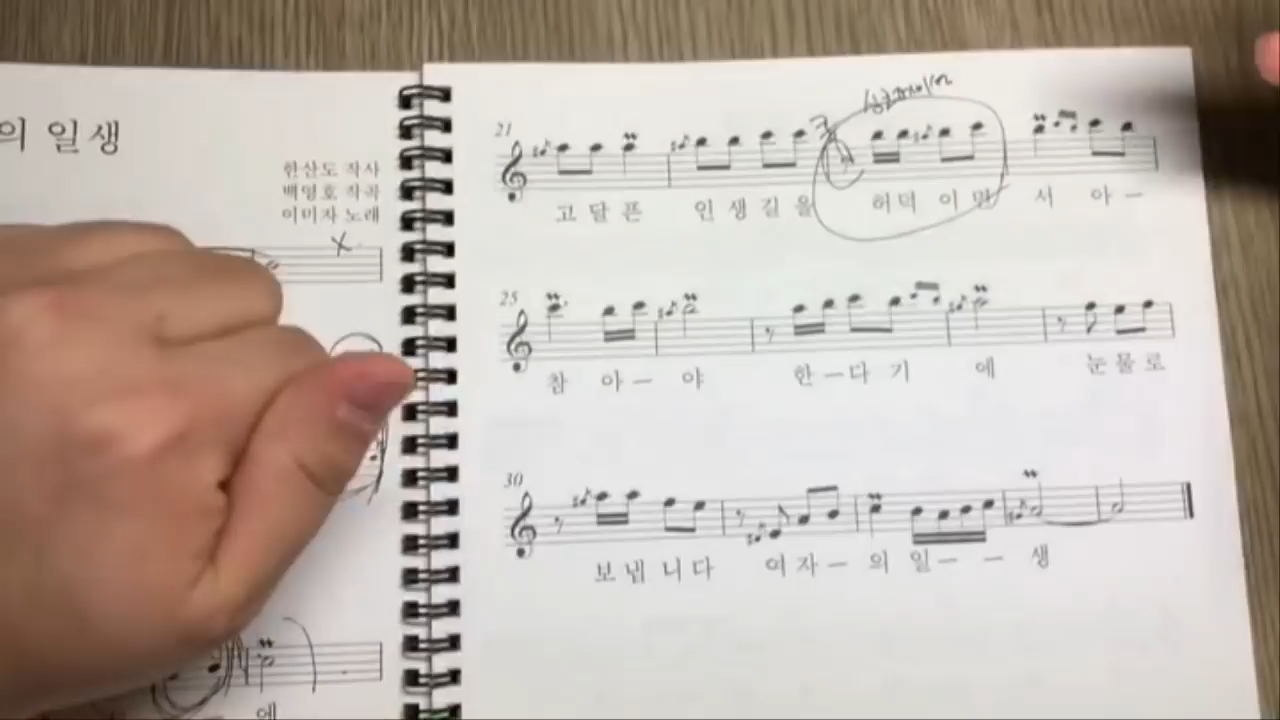 의 일생
한산도 작사
백영호 작곡
이미자 노래
X
에
21
고 달 픈 인 생 길 을 허 덕 이 면 서 아 –
25
참 아 – 야 한 – 다 기 에 눈 물 로
30
보 냅 니 다 여 자 – 의 일 – – 생